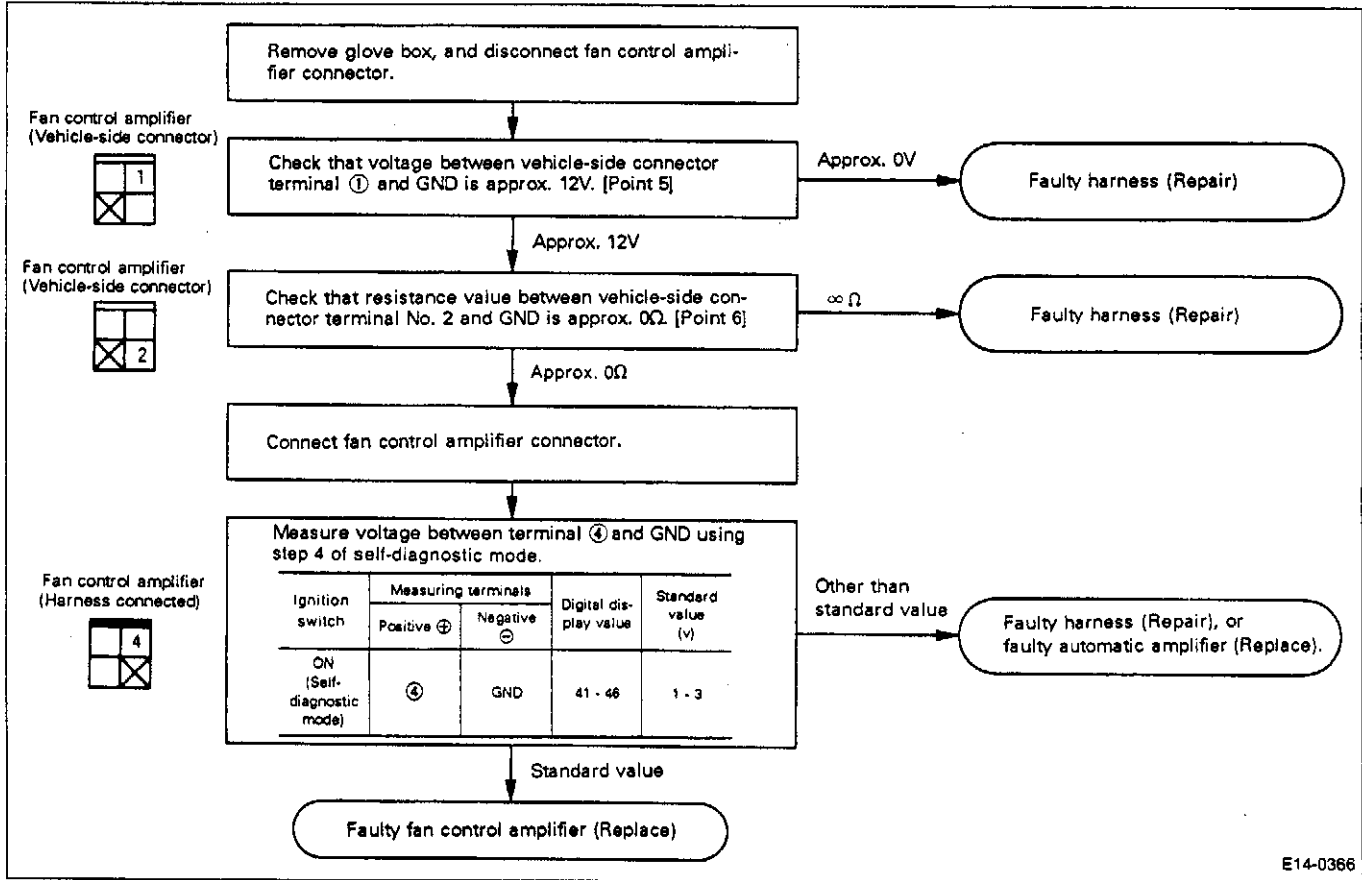 Remove glove box, and disconnect fan control ampli-
fier connector.
Fan control amplifier
(Vehicle-side connector)
1
Check that voltage between vehicle-side connector
terminal ① and GND is approx. 12V. [Point 5]
Approx. 0V
Faulty harness (Repair)
Approx. 12V
Fan control amplifier
(Vehicle-side connector)
2
Check that resistance value between vehicle-side con-
nector terminal No. 2 and GND is approx. 0Ω. [Point 6]
∞ Ω
Faulty harness (Repair)
Approx. 0Ω
Connect fan control amplifier connector.
Fan control amplifier
(Harness connected)
4
Measure voltage between terminal ④ and GND using
step 4 of self-diagnostic mode.
Ignition
switch
Measuring terminals
Positive ⊕
Negative
⊖
Digital dis-
play value
Standard
value
(v)
ON
(Self-
diagnostic
mode)
④
GND
41 - 46
1 - 3
Other than
standard value
Faulty harness (Repair), or
faulty automatic amplifier (Replace).
Standard value
Faulty fan control amplifier (Replace)
E14-0366